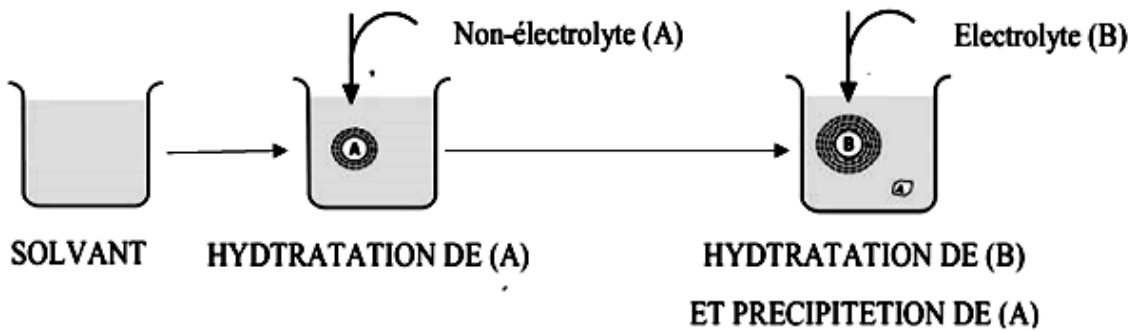 Non-électrolyte (A)
Electrolyte (B)
A
B
A
SOLVANT
HYDTRATATION DE (A)
HYDTRATATION DE (B)
ET PRECIPITETION DE (A)